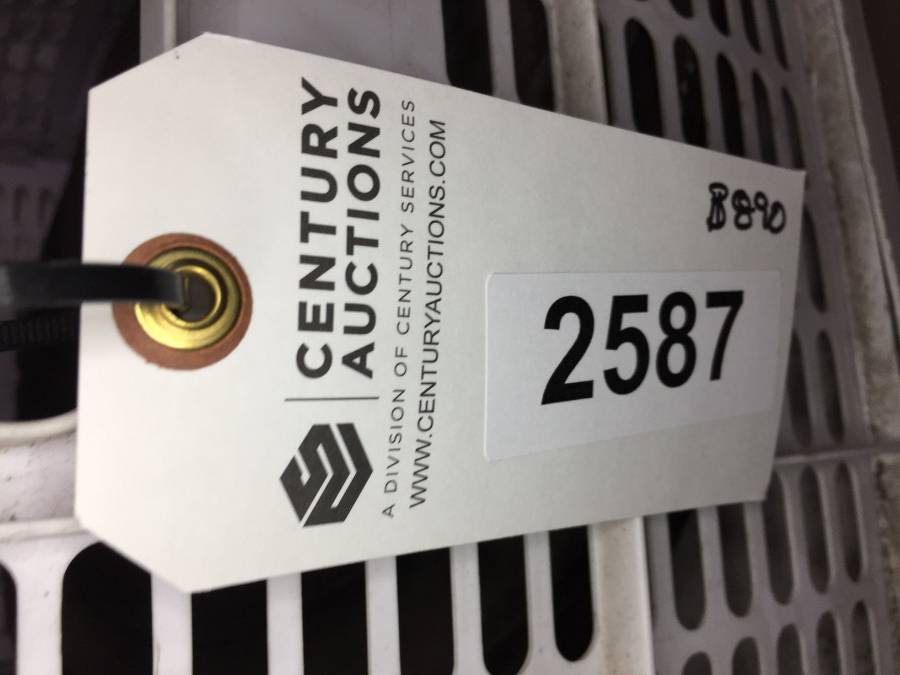 CENTURY
AUCTIONS
A DIVISION OF CENTURY SERVICES
WWW.CENTURYAUCTIONS.COM
B890
2587